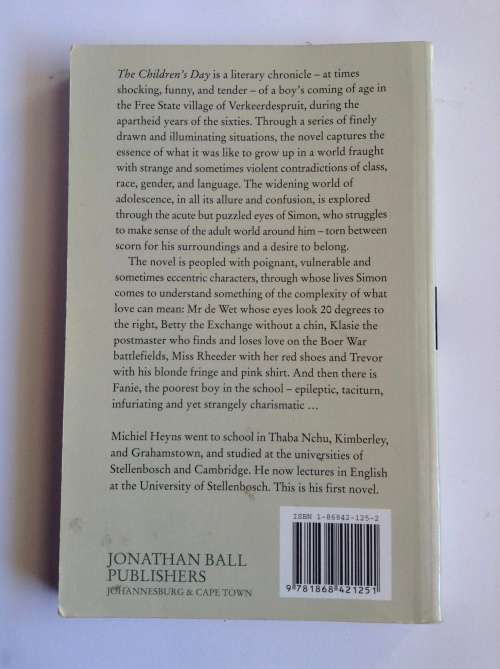 The Children's Day is a literary chronicle – at times
shocking, funny, and tender – of a boy's coming of age in
the Free State village of Verkeerdespruit, during the
apartheid years of the sixties. Through a series of finely
drawn and illuminating situations, the novel captures the
essence of what it was like to grow up in a world fraught
with strange and sometimes violent contradictions of class,
race, gender, and language. The widening world of
adolescence, in all its allure and confusion, is explored
through the acute but puzzled eyes of Simon, who struggles
to make sense of the adult world around him – torn between
scorn for his surroundings and a desire to belong.
The novel is peopled with poignant, vulnerable and
sometimes eccentric characters, through whose lives Simon
comes to understand something of the complexity of what
love can mean: Mr de Wet whose eyes look 20 degrees to
the right, Betty the Exchange without a chin, Klasie the
postmaster who finds and loses love on the Boer War
battlefields, Miss Rheeder with her red shoes and Trevor
with his blonde fringe and pink shirt. And then there is
Fanie, the poorest boy in the school – epileptic, taciturn,
infuriating and yet strangely charismatic …
Michiel Heyns went to school in Thaba Nchu, Kimberley,
and Grahamstown, and studied at the universities of
Stellenbosch and Cambridge. He now lectures in English
at the University of Stellenbosch. This is his first novel.
ISBN 1-86842-125-2
9 781868 421251
JONATHAN BALL
PUBLISHERS
JOHANNESBURG & CAPE TOWN